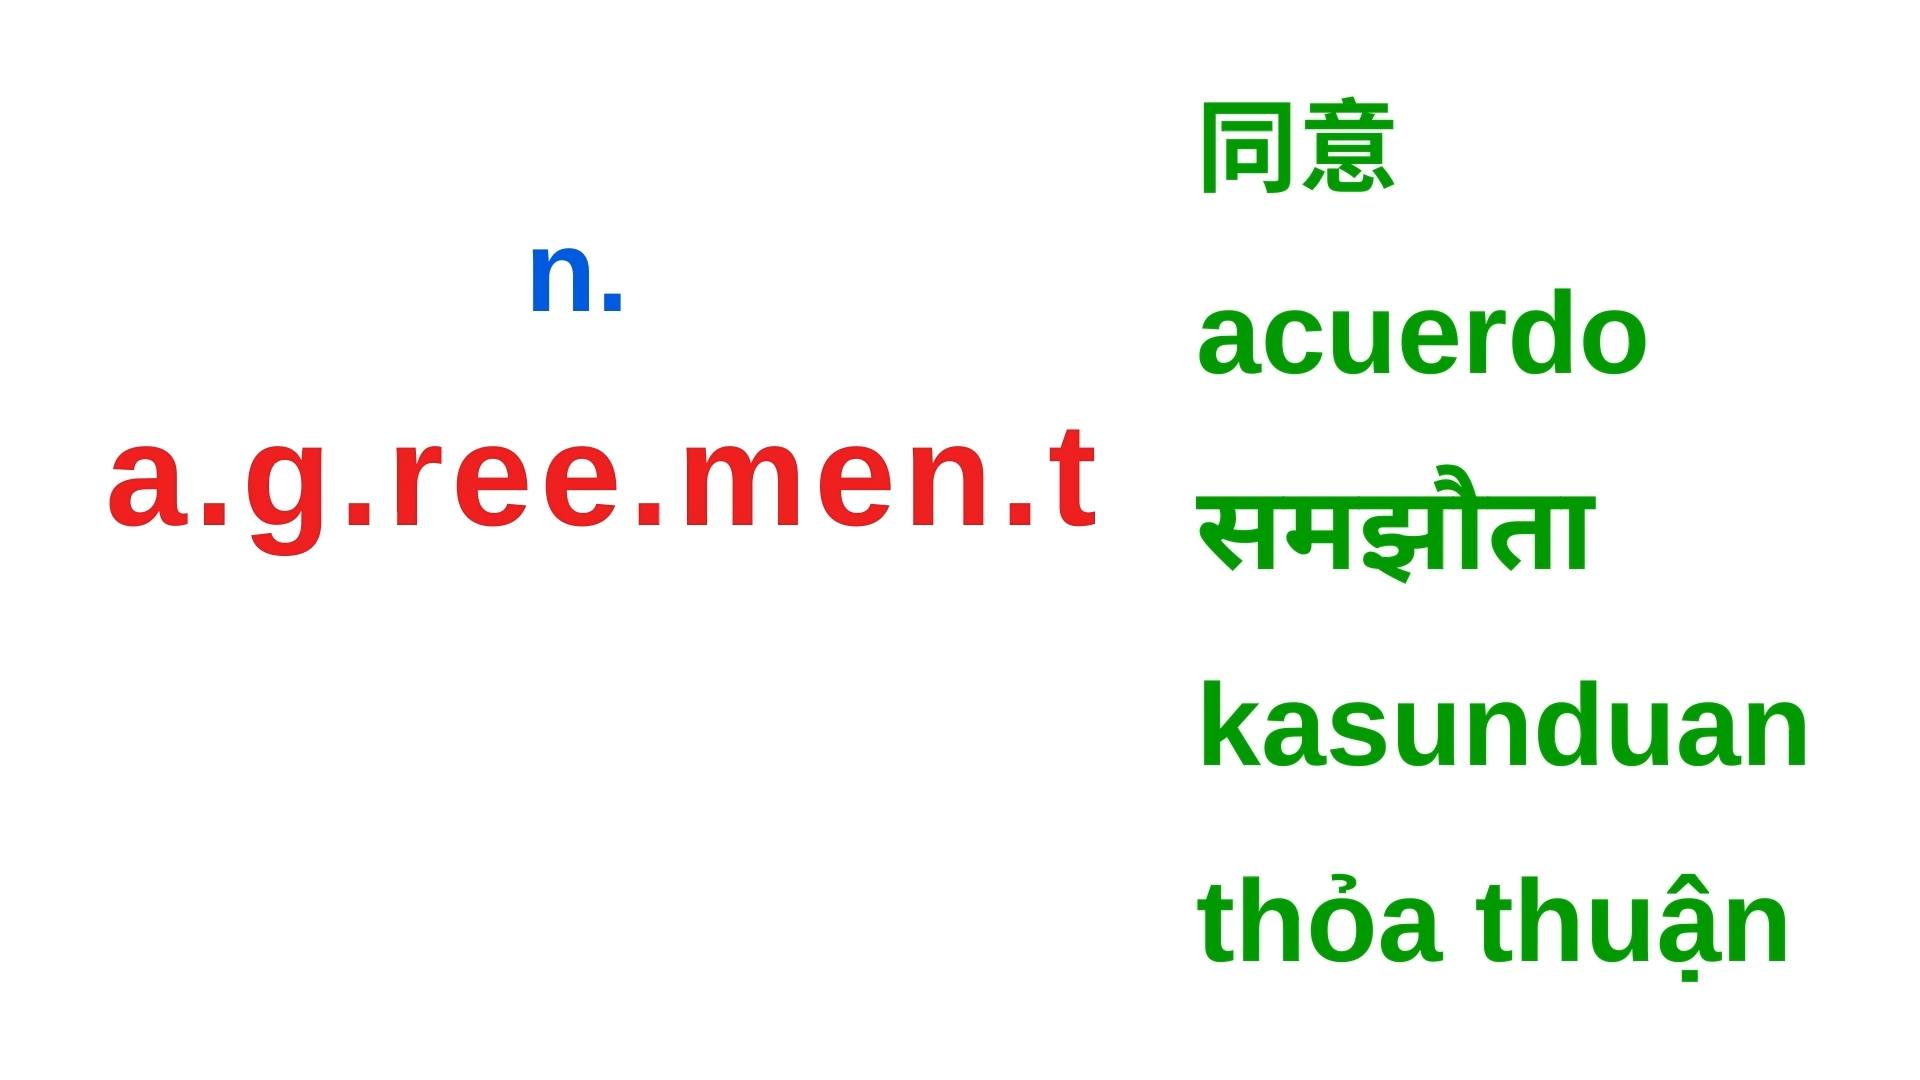 n.
a.g.ree.men.t
同意
acuerdo
समझौता
kasunduan
thỏa thuận